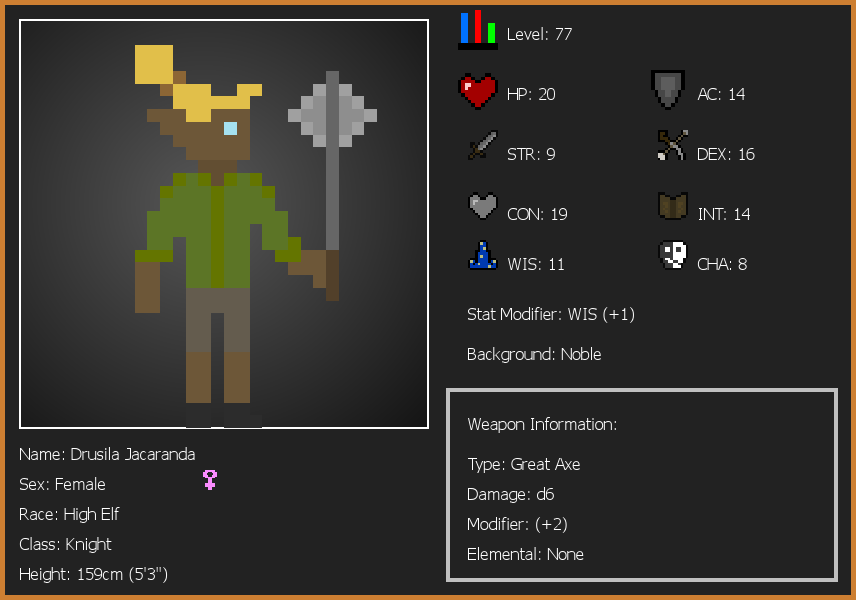 Level: 77
HP: 20
AC: 14
STR: 9
DEX: 16
CON: 19
INT: 14
WIS: 11
CHA: 8
Stat Modifier: WIS (+1)
Background: Noble
Weapon Information:
Type: Great Axe
Damage: d6
Modifier: (+2)
Elemental: None
Name: Drusila Jacaranda
Sex: Female
Race: High Elf
Class: Knight
Height: 159cm (5'3")